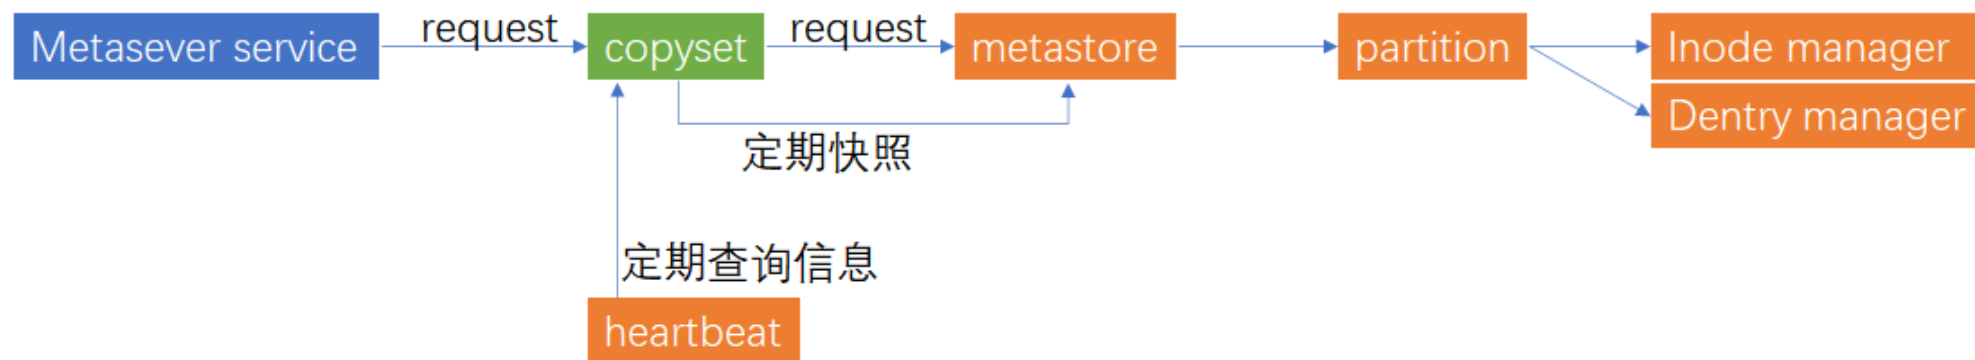 Metasever service
request
copyset
request
metastore
partition
Inode manager
Dentry manager
定期快照
定期查询信息
heartbeat